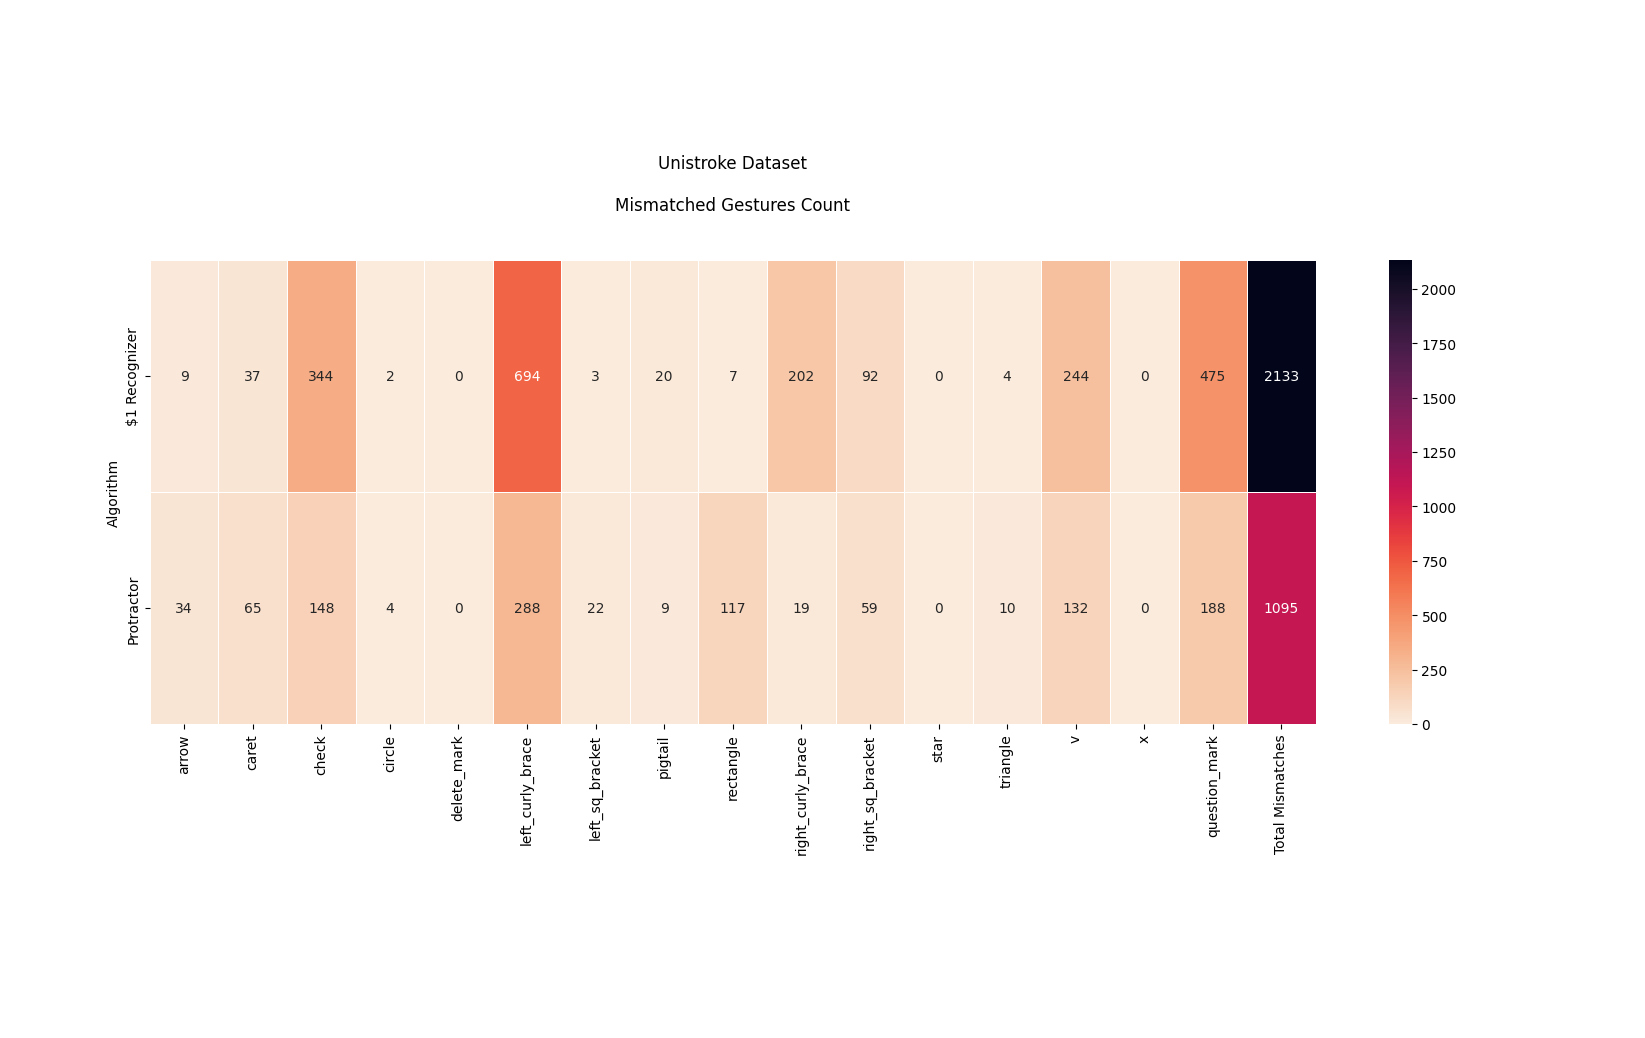 Unistroke Dataset
Mismatched Gestures Count
Algorithm
$1 Recognizer
9 37 344 2 0 694 3 20 7 202 92 0 4 244 0 475 2133
Protractor
34 65 148 4 0 288 22 9 117 19 59 0 10 132 0 188 1095
arrow
caret
check
circle
delete_mark
left_curly_brace
left_sq_bracket
pigtail
rectangle
right_curly_brace
right_sq_bracket
star
triangle
v
x
question_mark
Total Mismatches
2000
1750
1500
1250
1000
750
500
250
0